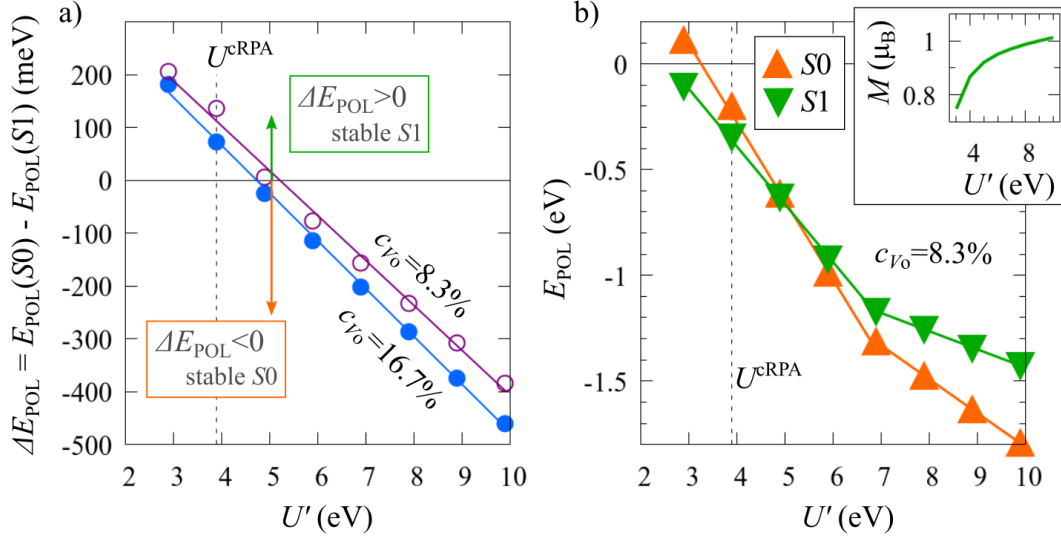 a)
ΔE_POL = E_POL(S0) - E_POL(S1) (meV)
200
100
0
-100
-200
-300
-400
-500
U^cRPA
ΔE_POL>0
stable S1
ΔE_POL<0
stable S0
c_VO=8.3%
c_VO=16.7%
2 3 4 5 6 7 8 9 10
U′ (eV)
b)
E_POL (eV)
0
-0.5
-1
-1.5
S0
S1
M (μB)
1
0.8
4 8
U′ (eV)
c_VO=8.3%
U^cRPA
2 3 4 5 6 7 8 9 10
U′ (eV)